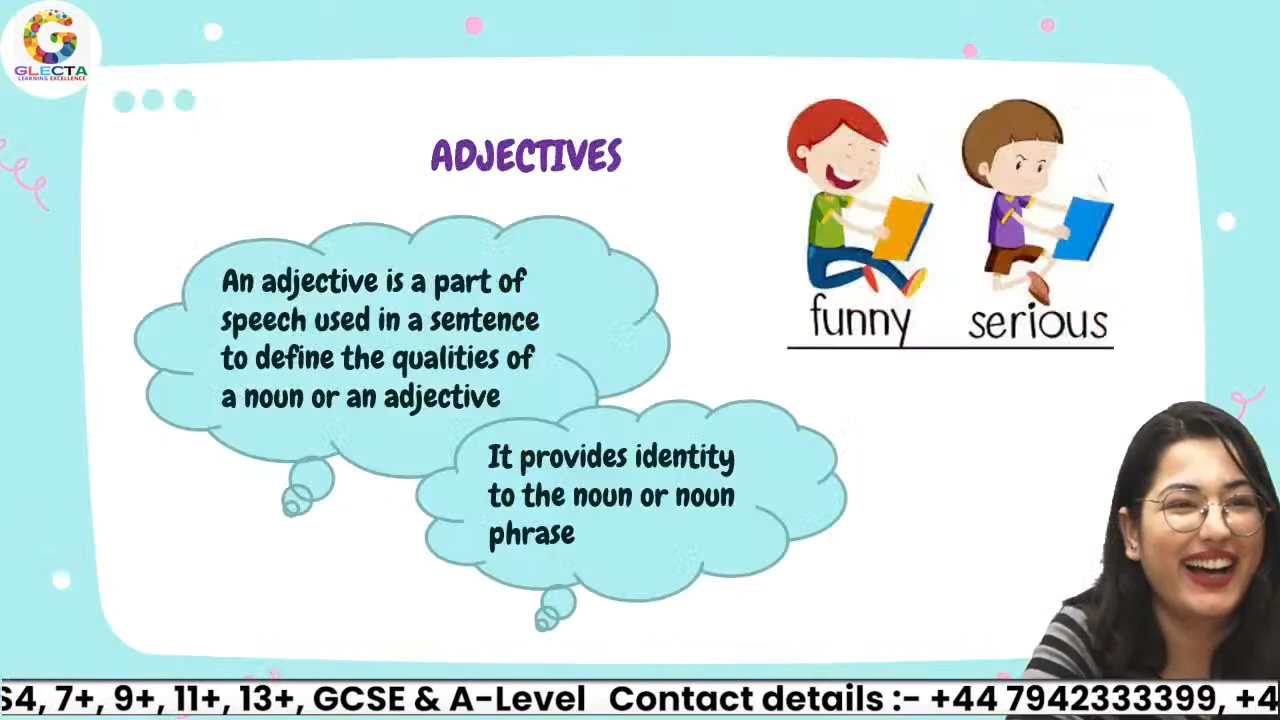 GLECTA
LEARNING EXCELLENCE
ADJECTIVES
An adjective is a part of
speech used in a sentence
to define the qualities of
a noun or an adjective
It provides identity
to the noun or noun
phrase
funny serious
S4, 7+, 9+, 11+, 13+, GCSE & A-Level Contact details :- +44 7942333399, +4